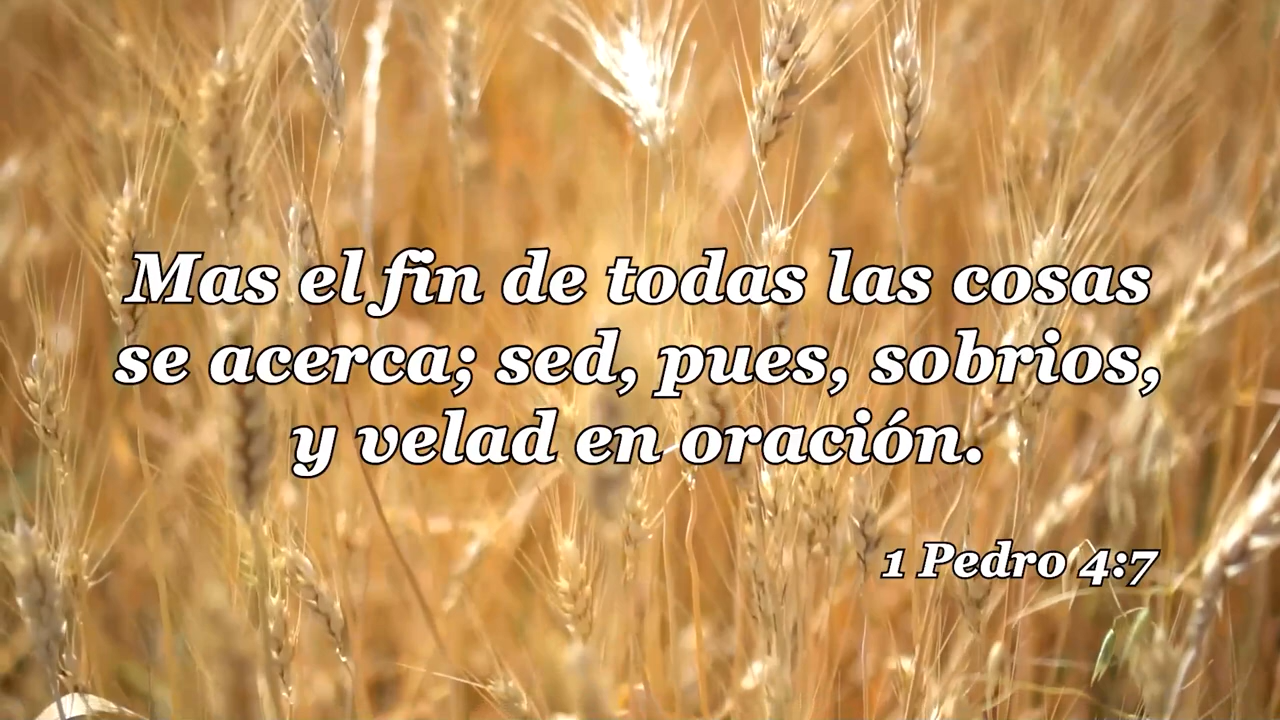 Mas el fin de todas las cosas
se acerca; sed, pues, sobrios,
y velad en oración.
1 Pedro 4:7